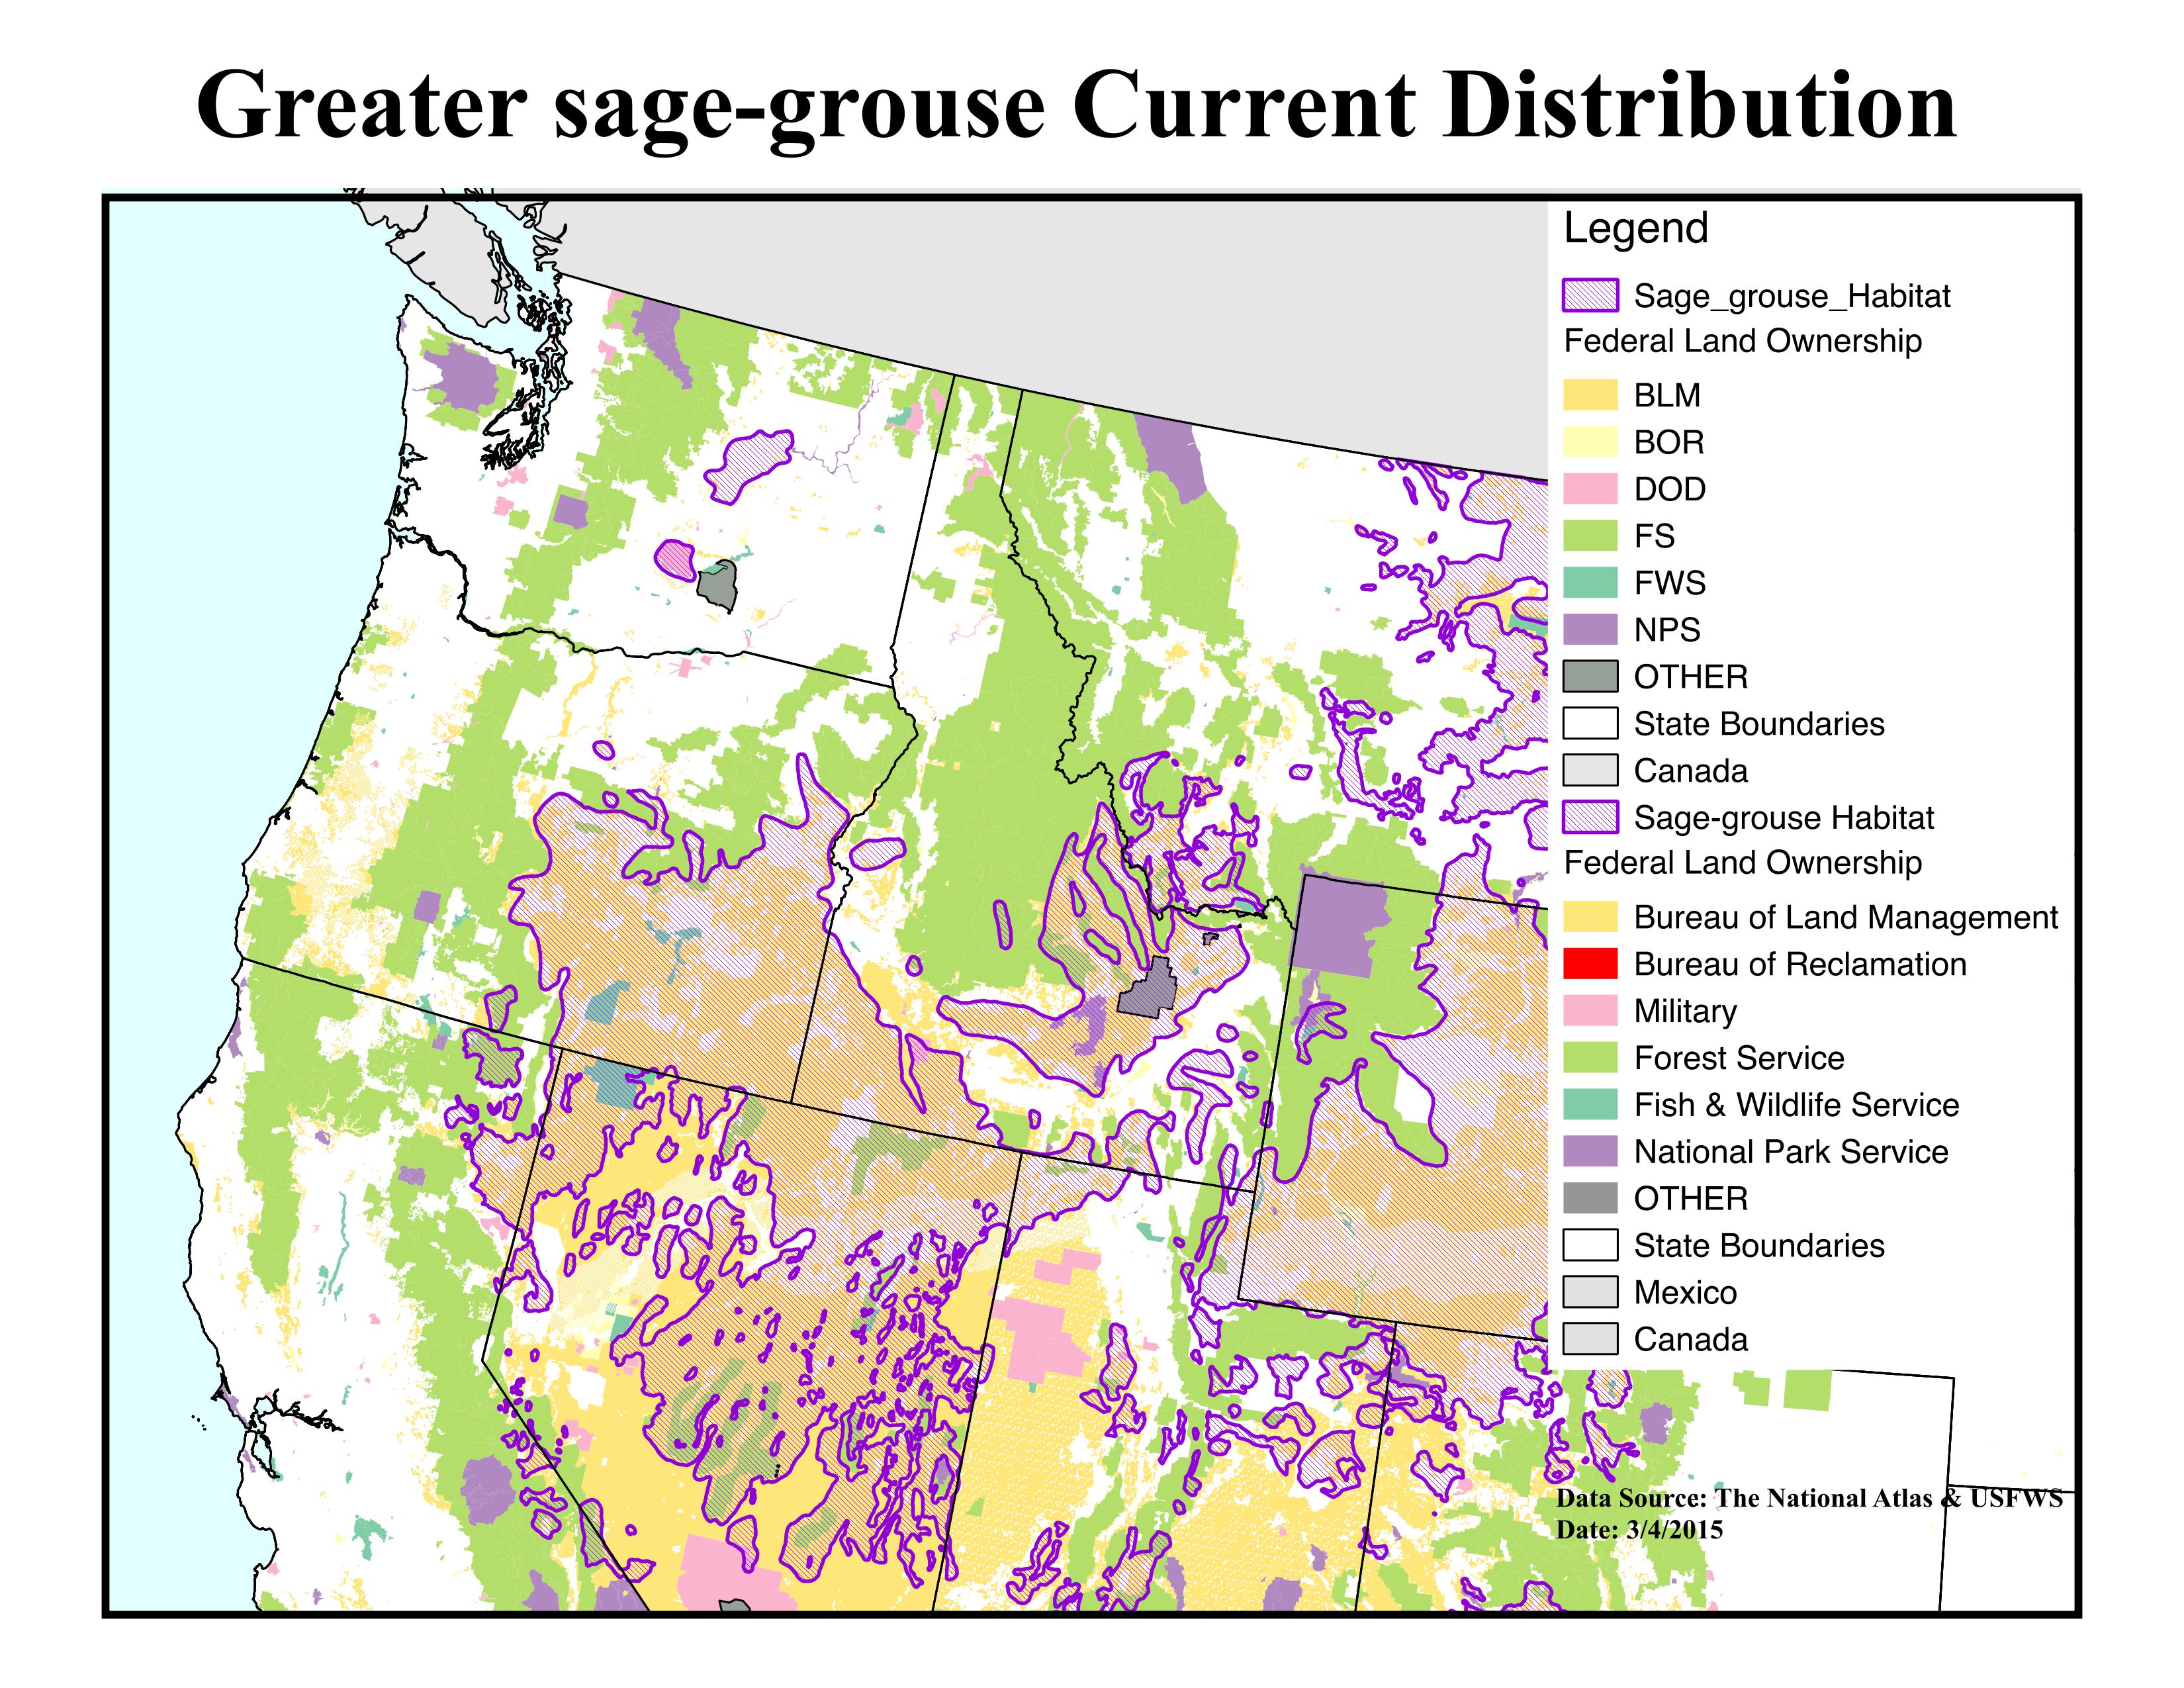 Greater sage-grouse Current Distribution
Legend
Sage_grouse_Habitat
Federal Land Ownership
BLM
BOR
DOD
FS
FWS
NPS
OTHER
State Boundaries
Canada
Sage-grouse Habitat
Federal Land Ownership
Bureau of Land Management
Bureau of Reclamation
Military
Forest Service
Fish & Wildlife Service
National Park Service
OTHER
State Boundaries
Mexico
Canada
Data Source: The National Atlas & USFWS
Date: 3/4/2015